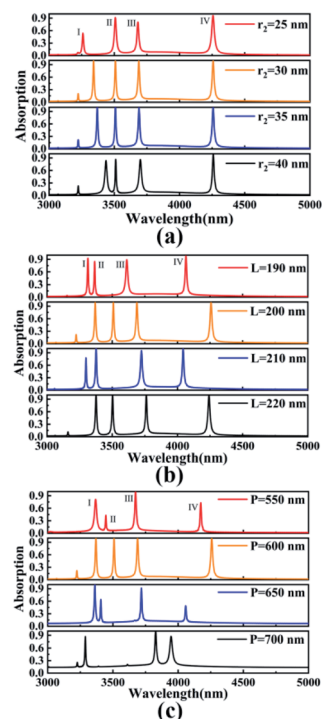 I II III IV
r2=25 nm
r2=30 nm
r2=35 nm
r2=40 nm
0.9
0.6
0.3
0.0
0.9
0.6
0.3
0.0
0.9
0.6
0.3
0.0
0.9
0.6
0.3
0.0
Absorption
3000 3500 4000 4500 5000
Wavelength(nm)
(a)
I II III IV
L=190 nm
L=200 nm
L=210 nm
L=220 nm
0.9
0.6
0.3
0.0
0.9
0.6
0.3
0.0
0.9
0.6
0.3
0.0
0.9
0.6
0.3
0.0
Absorption
3000 3500 4000 4500 5000
Wavelength(nm)
(b)
I II III IV
P=550 nm
P=600 nm
P=650 nm
P=700 nm
0.9
0.6
0.3
0.0
0.9
0.6
0.3
0.0
0.9
0.6
0.3
0.0
0.9
0.6
0.3
0.0
Absorption
3000 3500 4000 4500 5000
Wavelength(nm)
(c)